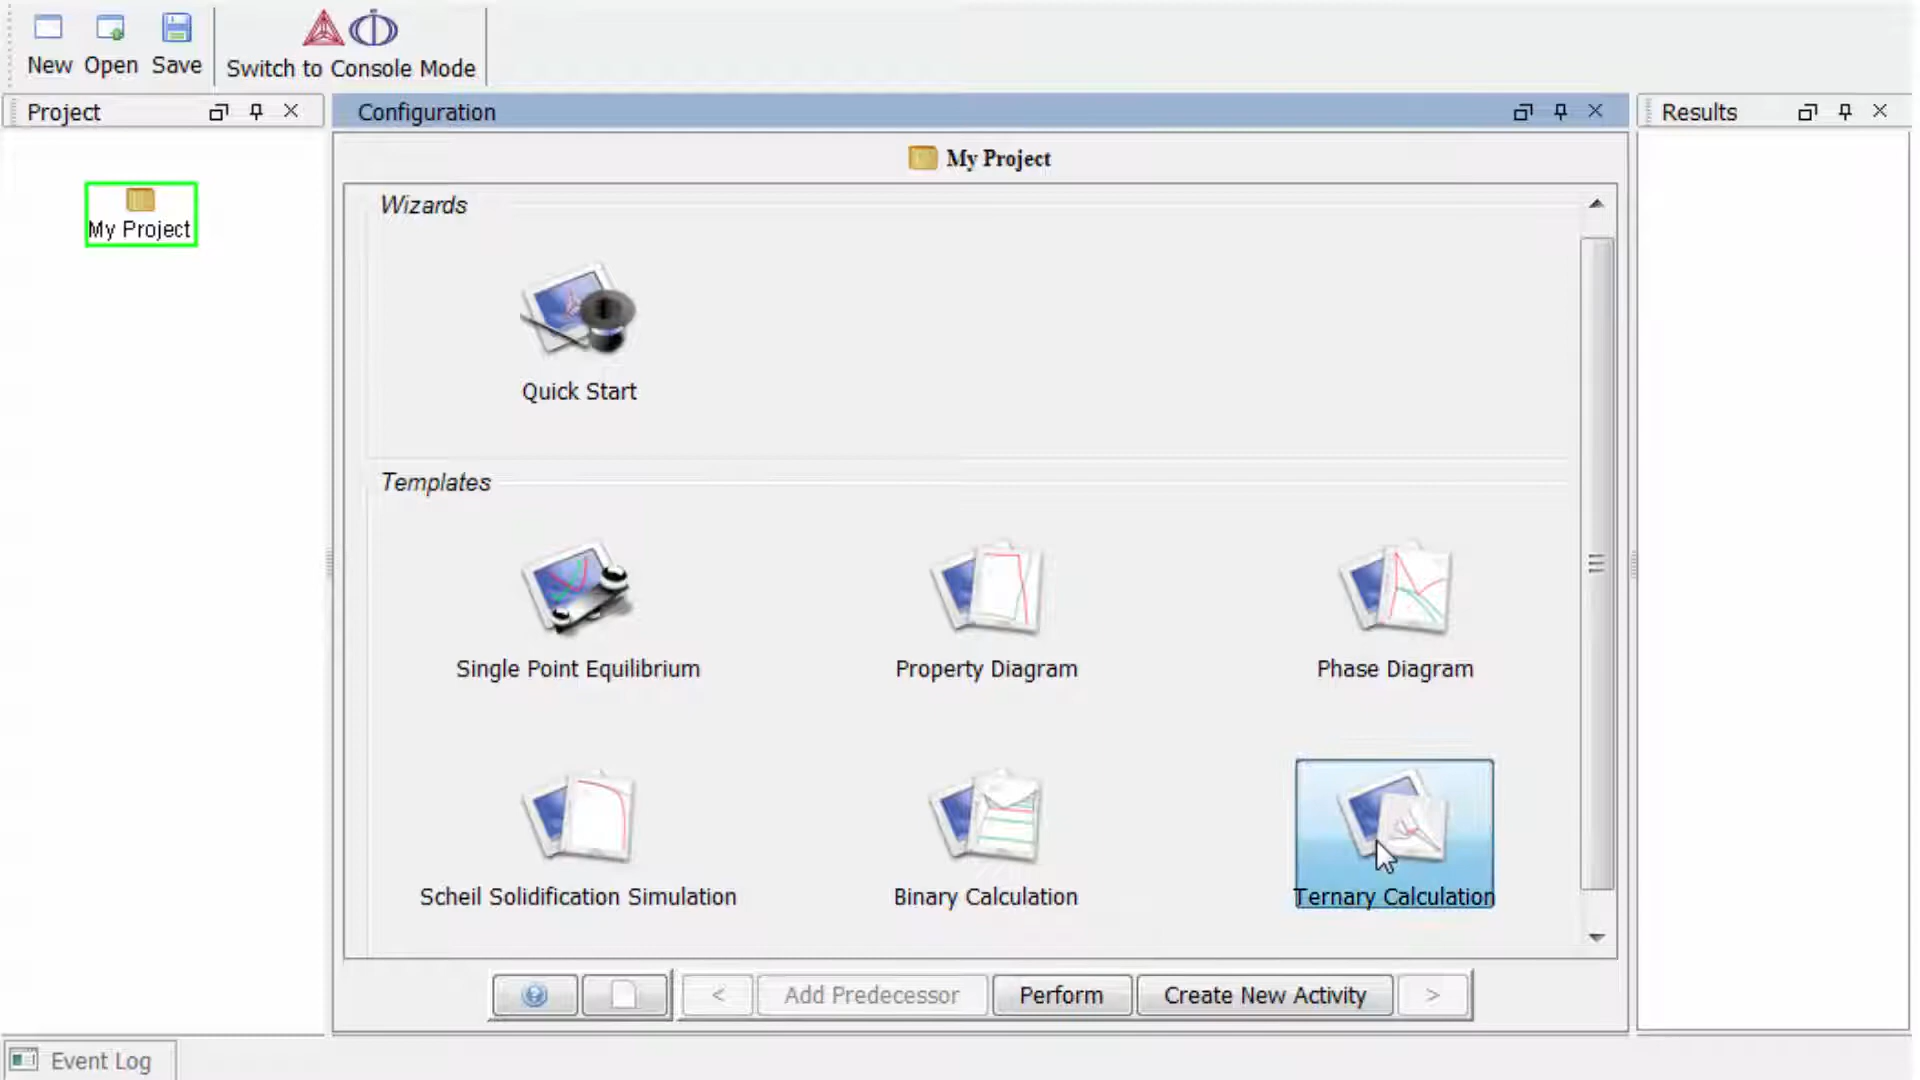 New Open Save Switch to Console Mode
Project
Configuration
Results
My Project
My Project
Wizards
Quick Start
Templates
Single Point Equilibrium
Property Diagram
Phase Diagram
Scheil Solidification Simulation
Binary Calculation
Ternary Calculation
< Add Predecessor Perform Create New Activity >
Event Log